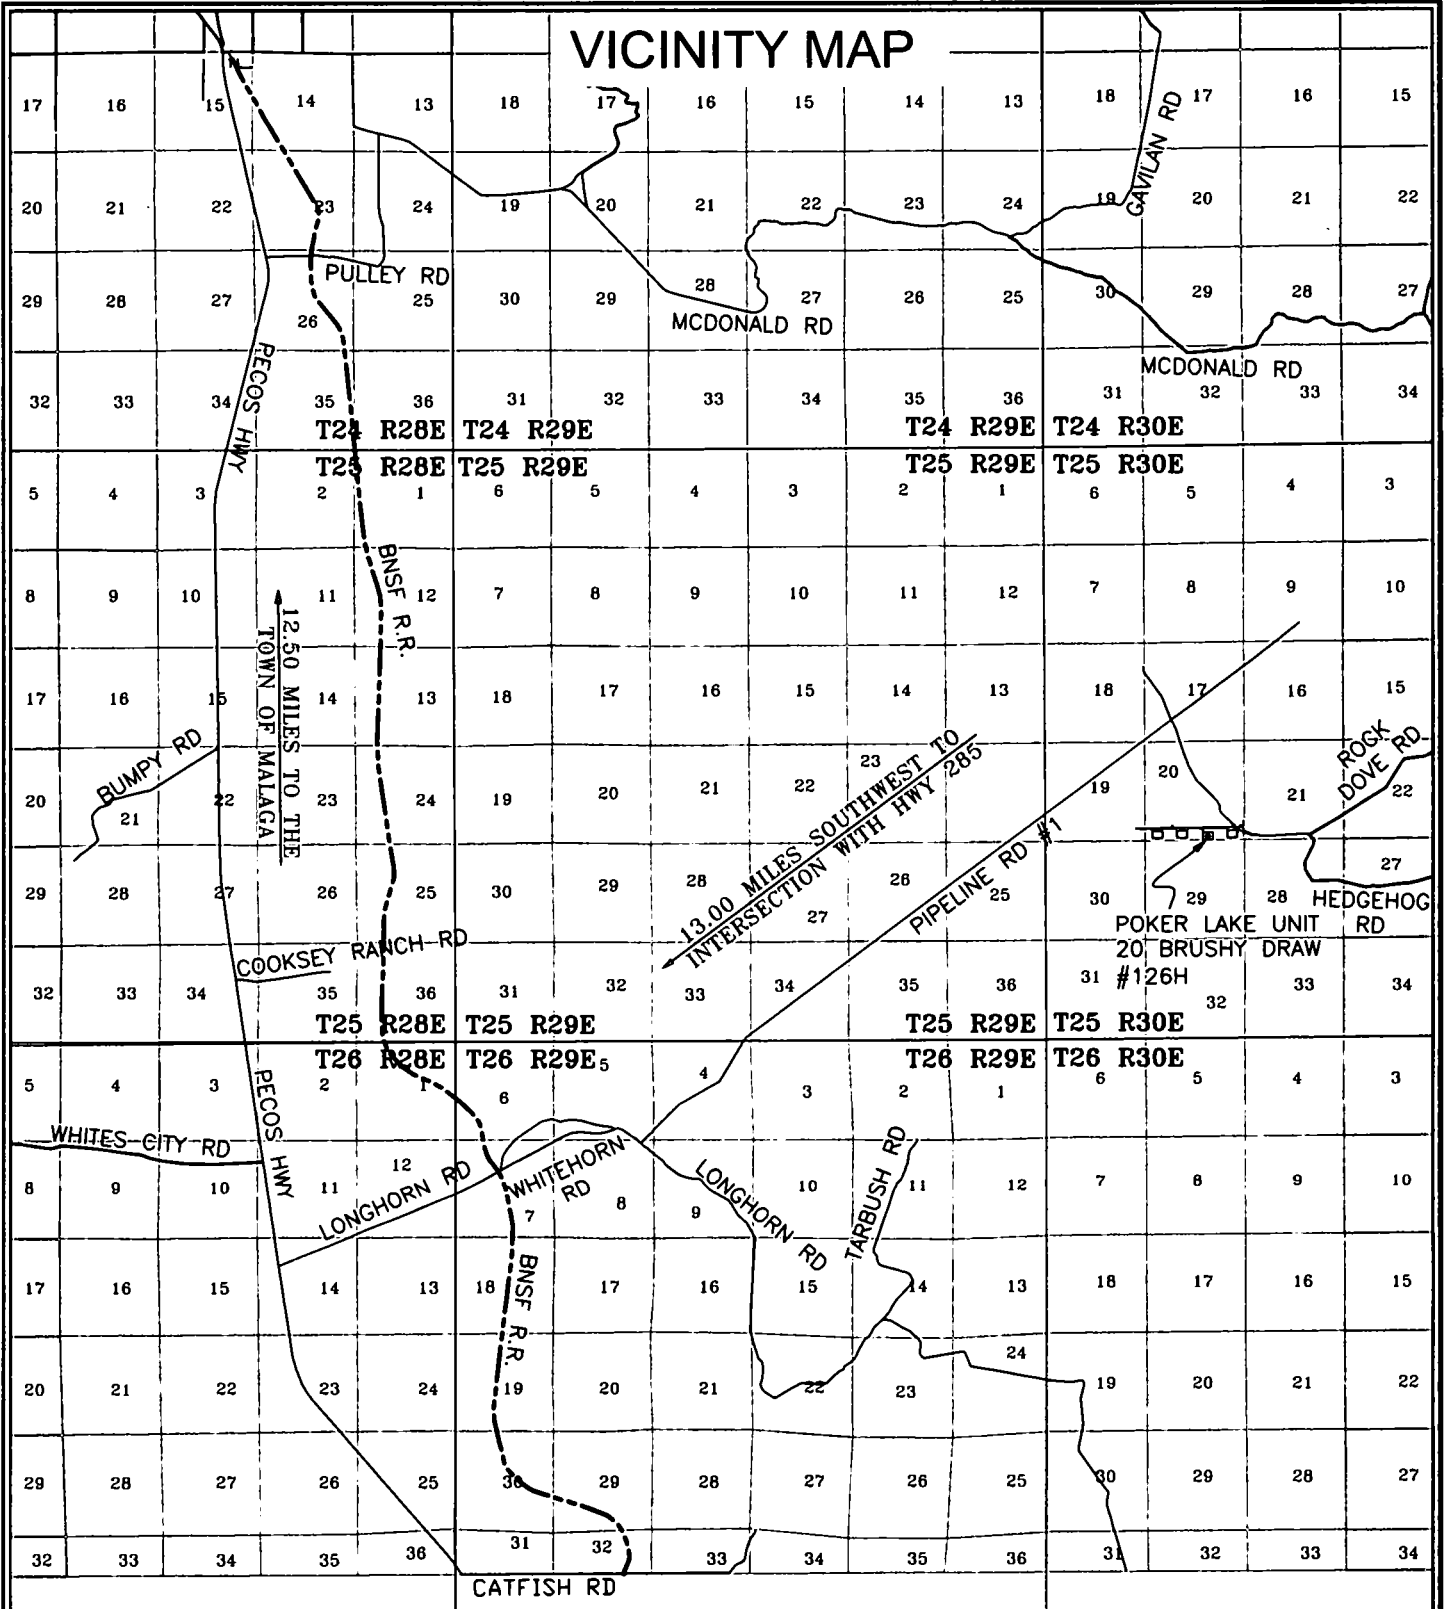 VICINITY MAP
17 16 15 14 13 18 17 16 15 14 13 18 17 16 15
GAVILAN RD
20 21 22 23 24 19 20 21 22 23 24 19 20 21 22
PULLEY RD
29 28 27 26 25 30 29 28 27 26 25 30 29 28 27
MCDONALD RD
MCDONALD RD
PECOS HWY
32 33 34 35 36 31 32 33 34 35 36 31 32 33 34
T24 R28E T24 R29E T24 R29E T24 R30E
T25 R28E T25 R29E T25 R29E T25 R30E
5 4 3 2 1 6 5 4 3 2 1 6 5 4 3
BNSF R.R.
8 9 10 11 12 7 8 9 10 11 12 7 8 9 10
12.50 MILES TO THE
TOWN OF MALAGA
17 16 15 14 13 18 17 16 15 14 13 18 17 16 15
BUMPY RD
ROCK
DOVE RD
13.00 MILES SOUTHWEST TO
INTERSECTION WITH HWY 285
20 21 22 23 24 19 20 21 22 23 19 20 21 22
PIPELINE RD #1
29 28 27 26 25 30 29 28 27 26 25 30 29 28 27
HEDGEHOG
RD
POKER LAKE UNIT
20 BRUSHY DRAW
#126H
COOKSEY RANCH RD
32 33 34 35 36 31 32 33 34 35 36 31 32 33 34
T25 R28E T25 R29E T25 R29E T25 R30E
T26 R28E T26 R29E T26 R29E T26 R30E
5 4 3 2 1 6 5 4 3 2 1 6 5 4 3
WHITES CITY RD
PECOS HWY
LONGHORN RD
WHITEHORN
RD
LONGHORN RD
TARBUSH RD
8 9 10 11 12 7 8 9 10 11 12 7 8 9 10
BNSF R.R.
17 16 15 14 13 18 17 16 15 14 13 18 17 16 15
20 21 22 23 24 19 20 21 22 23 24 19 20 21 22
29 28 27 26 25 30 29 28 27 26 25 30 29 28 27
32 33 34 35 36 31 32 33 34 35 36 31 32 33 34
CATFISH RD